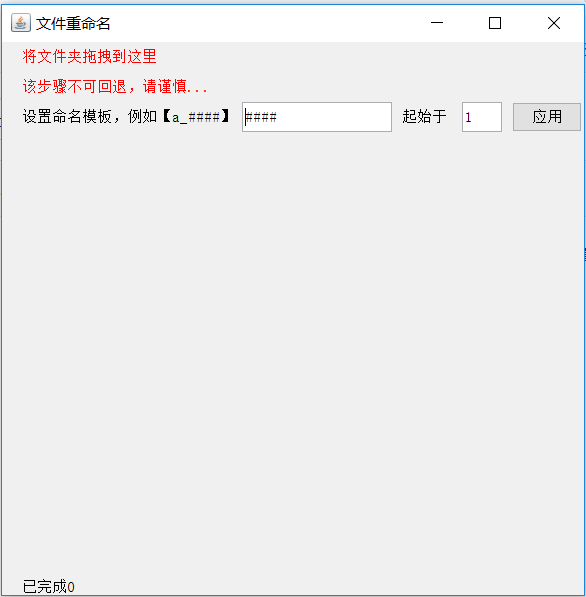 文件重命名
将文件夹拖拽到这里
该步骤不可回退，请谨慎...
设置命名模板，例如【a_####】 #### 起始于 1 应用
已完成0